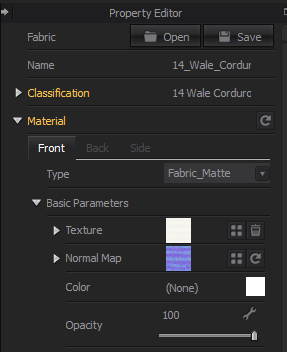 Property Editor
Fabric Open Save
Name 14_Wale_Cordur
Classification 14 Wale Corduro
Material
Front Back Side
Type Fabric_Matte
Basic Parameters
Texture
Normal Map
Color (None)
Opacity 100